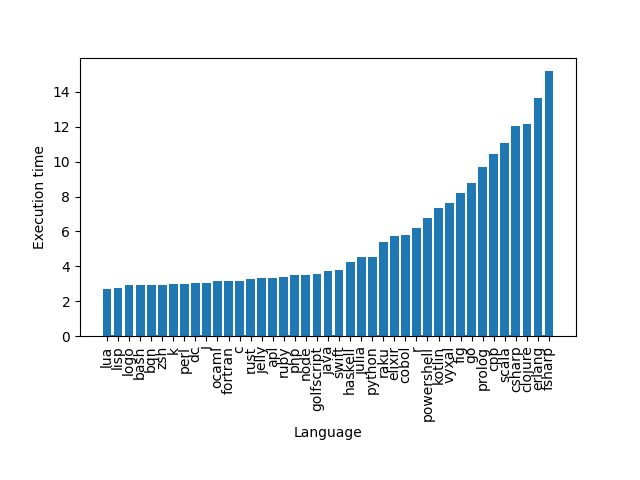 14
12
10
8
6
4
2
0
Execution time
lua
lisp
logo
bash
bqn
zsh
k
perl
dc
j
ocaml
fortran
c
rust
jelly
apl
ruby
php
node
golfscript
java
swift
haskell
julia
python
raku
elixir
cobol
r
powershell
kotlin
vyxal
fig
go
prolog
cpp
scala
csharp
clojure
erlang
fsharp
Language